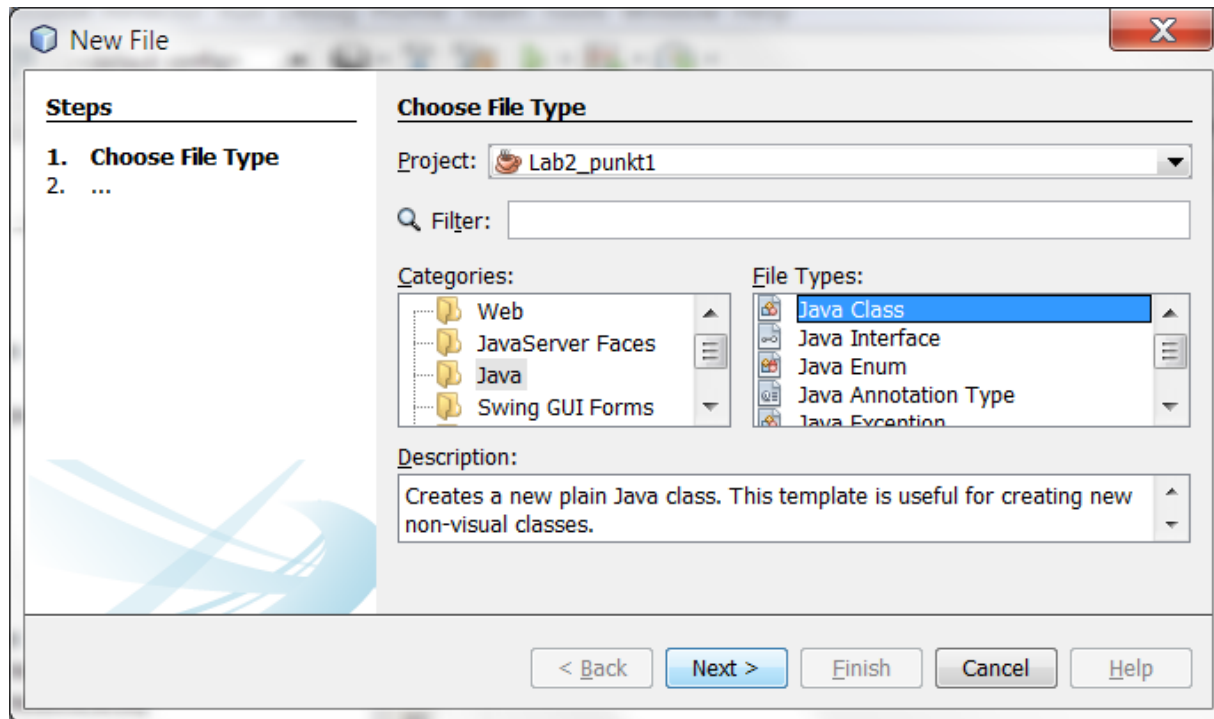 New File
Steps
1. Choose File Type
2. ...
Choose File Type
Project: Lab2_punkt1
Filter:
Categories:
Web
JavaServer Faces
Java
Swing GUI Forms
File Types:
Java Class
Java Interface
Java Enum
Java Annotation Type
Java Exception
Description:
Creates a new plain Java class. This template is useful for creating new
non-visual classes.
< Back
Next >
Finish
Cancel
Help